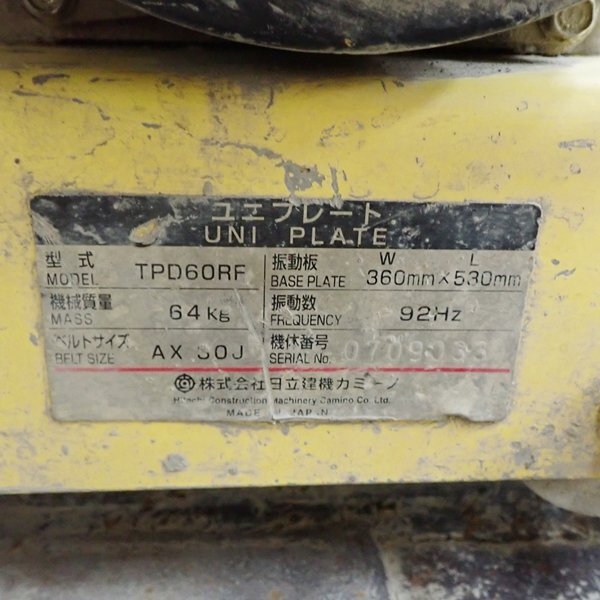 ユニプレート
UNI PLATE
型式 MODEL TPD60RF
振動板 BASE PLATE W L 360mm×530mm
機械質量 MASS 64kg
振動数 FREQUENCY 92Hz
ベルトサイズ BELT SIZE AX 30J
機体番号 SERIAL No.
株式会社日立建機カミーノ
Hitachi Construction Machinery Camino Co. Ltd.
MADE IN JAPAN